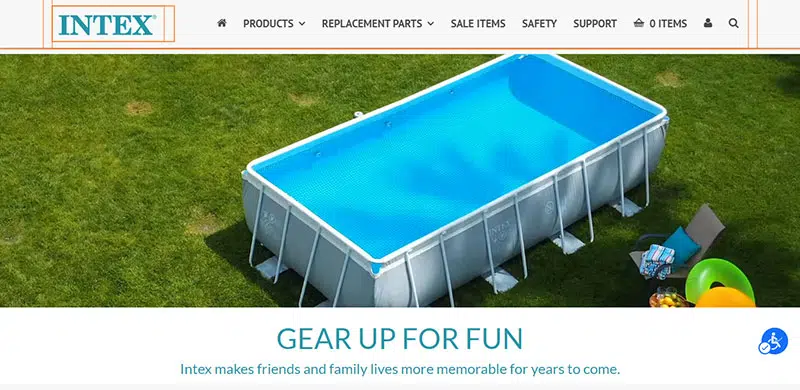 INTEX®
PRODUCTS REPLACEMENT PARTS SALE ITEMS SAFETY SUPPORT 0 ITEMS
GEAR UP FOR FUN
Intex makes friends and family lives more memorable for years to come.